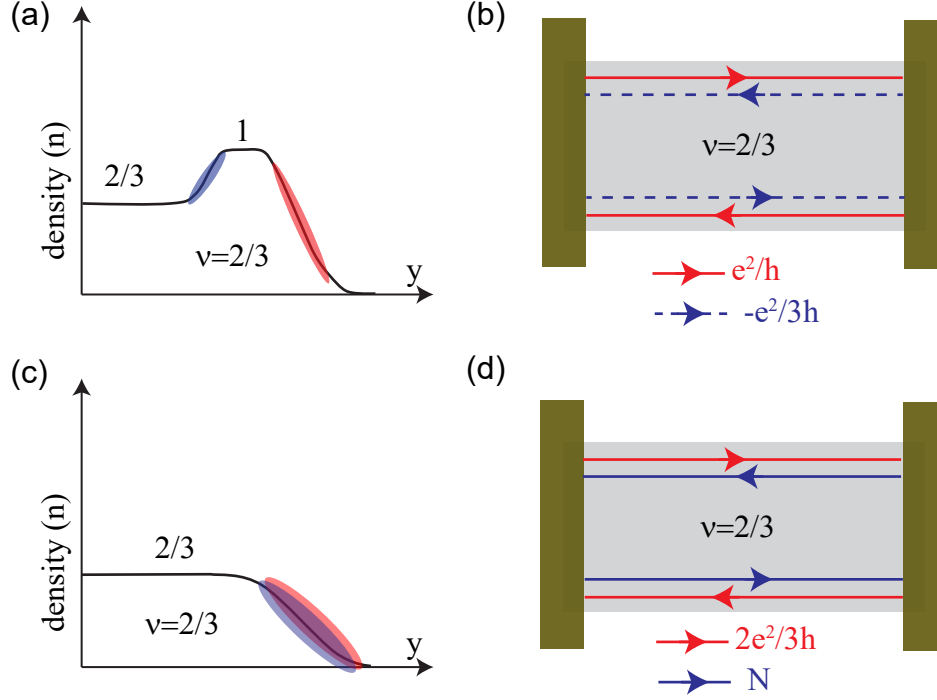 (a)
density (n)
2/3
1
ν=2/3
y
(b)
ν=2/3
e²/h
-e²/3h
(c)
density (n)
2/3
ν=2/3
y
(d)
ν=2/3
2e²/3h
N